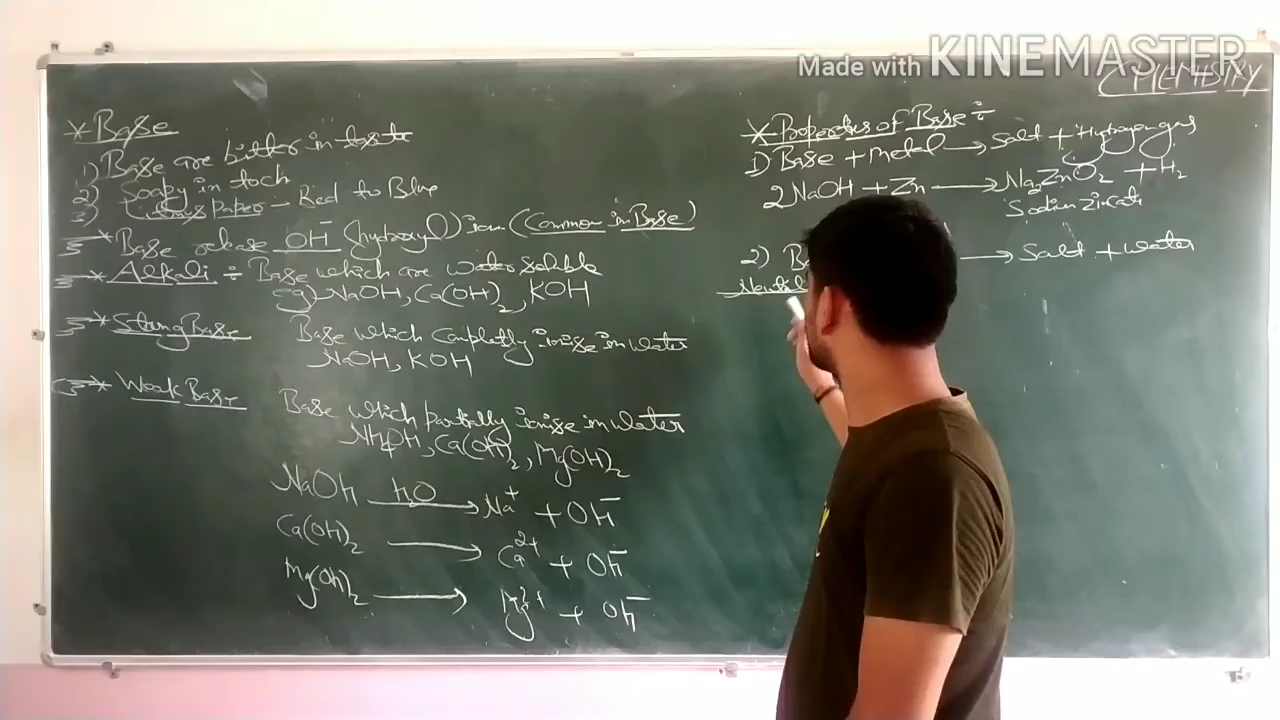 Made with KINEMASTER
CHEMISTRY
* Base
1) Base are bitter in taste
2) Soapy in toch
3) Litmus Paper - Red to Blue
* Base release OH⁻ (hydroxyl) ion (Common in Base)
* Alkali ÷ Base which are water soluble
eg) NaOH, Ca(OH)₂, KOH
* Strong Base Base which completly ionise in water
NaOH, KOH
* Weak Base Base which partially ionise in water
NH₄OH, Ca(OH)₂, Mg(OH)₂
NaOH H₂O → Na⁺ + OH⁻
Ca(OH)₂ → Ca²⁺ + OH⁻
Mg(OH)₂ → Mg²⁺ + OH⁻
* Properties of Base ÷
1) Base + Metal → Salt + Hydrogen gas
2NaOH + Zn → Na₂ZnO₂ + H₂
Sodium zincate
2) Ba → Salt + water